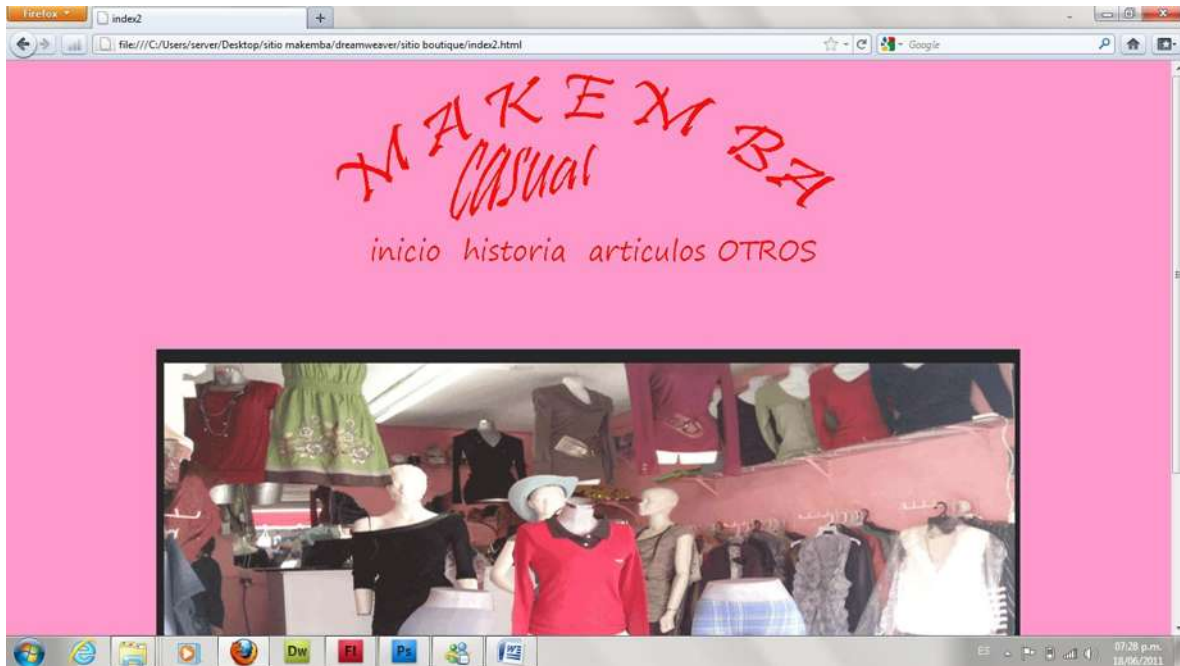 Firefox
index2
file:///C:/Users/server/Desktop/sitio makemba/dreamweaver/sitio boutique/index2.html
Google
MAKEMBA
casual
inicio historia articulos OTROS
Dw
Fl
Ps
ES
07:28 p.m.
18/06/2011